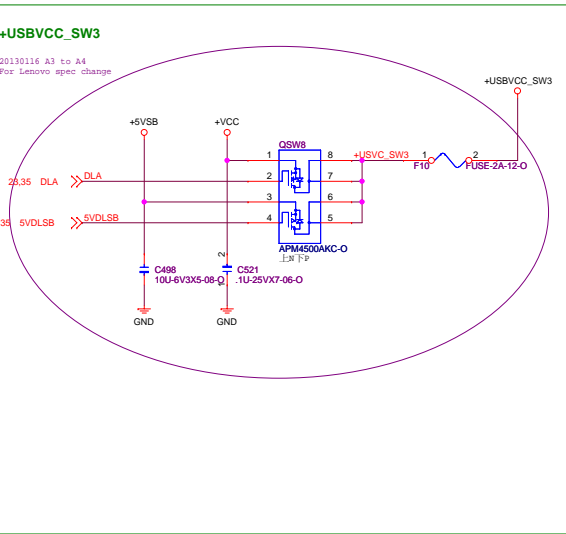 +USBVCC_SW3
20130116 A3 to A4
For Lenovo spec change
+USBVCC_SW3
+5VSB
+VCC
QSW8
1
8
+USVC_SW3
1
2
F10
FUSE-2A-12-O
28,35 DLA
DLA
2
7
3
6
35 5VDLSB
5VDLSB
4
5
APM4500AKC-O
上N下P
2
C498
10U-6V3X5-08-O
C521
.1U-25VX7-06-O
1
GND
GND